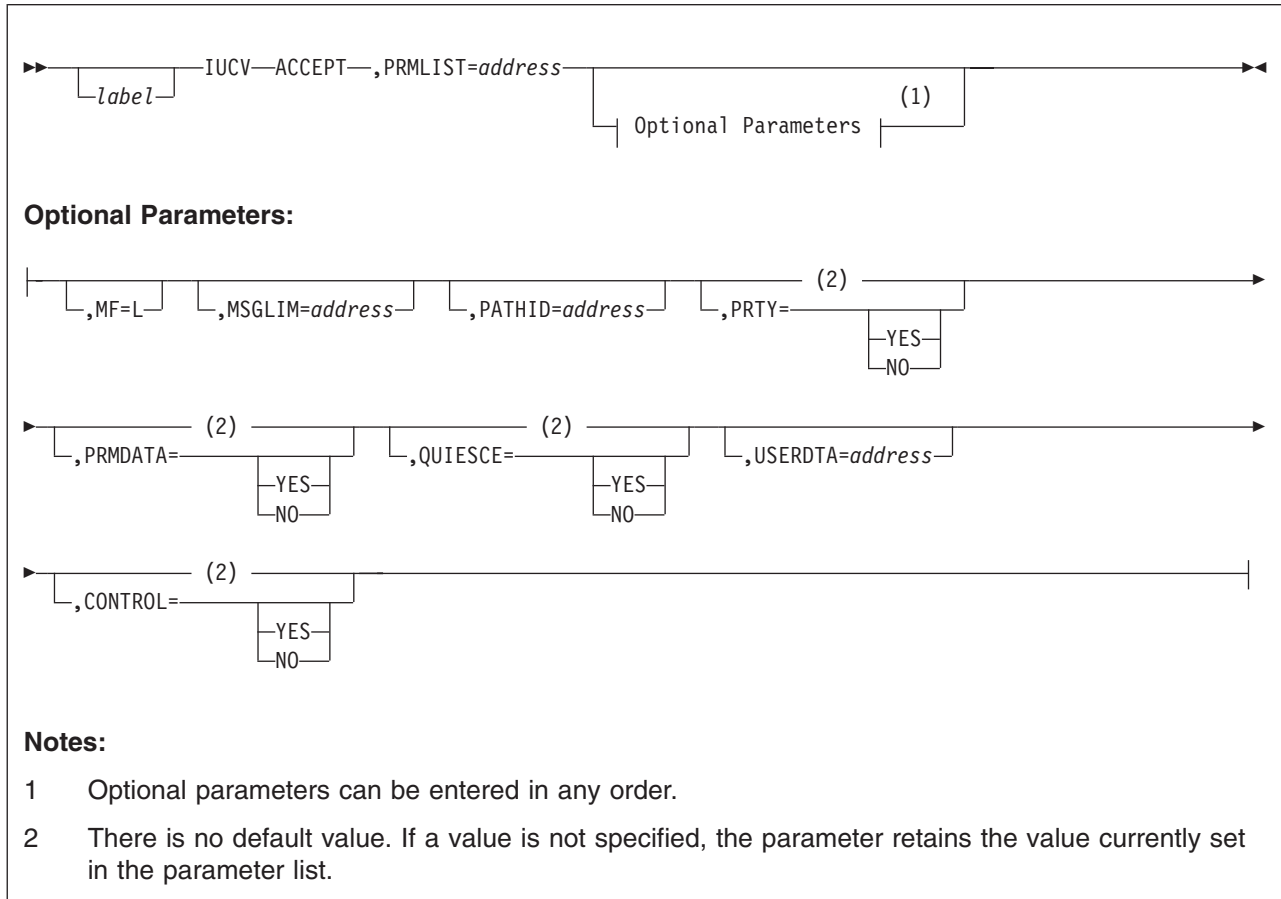 IUCV ACCEPT ,PRMLIST=address
label (1)
Optional Parameters
Optional Parameters:
(2)
,MF=L ,MSGLIM=address ,PATHID=address ,PRTY=
YES
NO
(2) (2)
,PRMDATA= ,QUIESCE= ,USERDTA=address
YES YES
NO NO
(2)
,CONTROL=
YES
NO
Notes:
1 Optional parameters can be entered in any order.
2 There is no default value. If a value is not specified, the parameter retains the value currently set
in the parameter list.